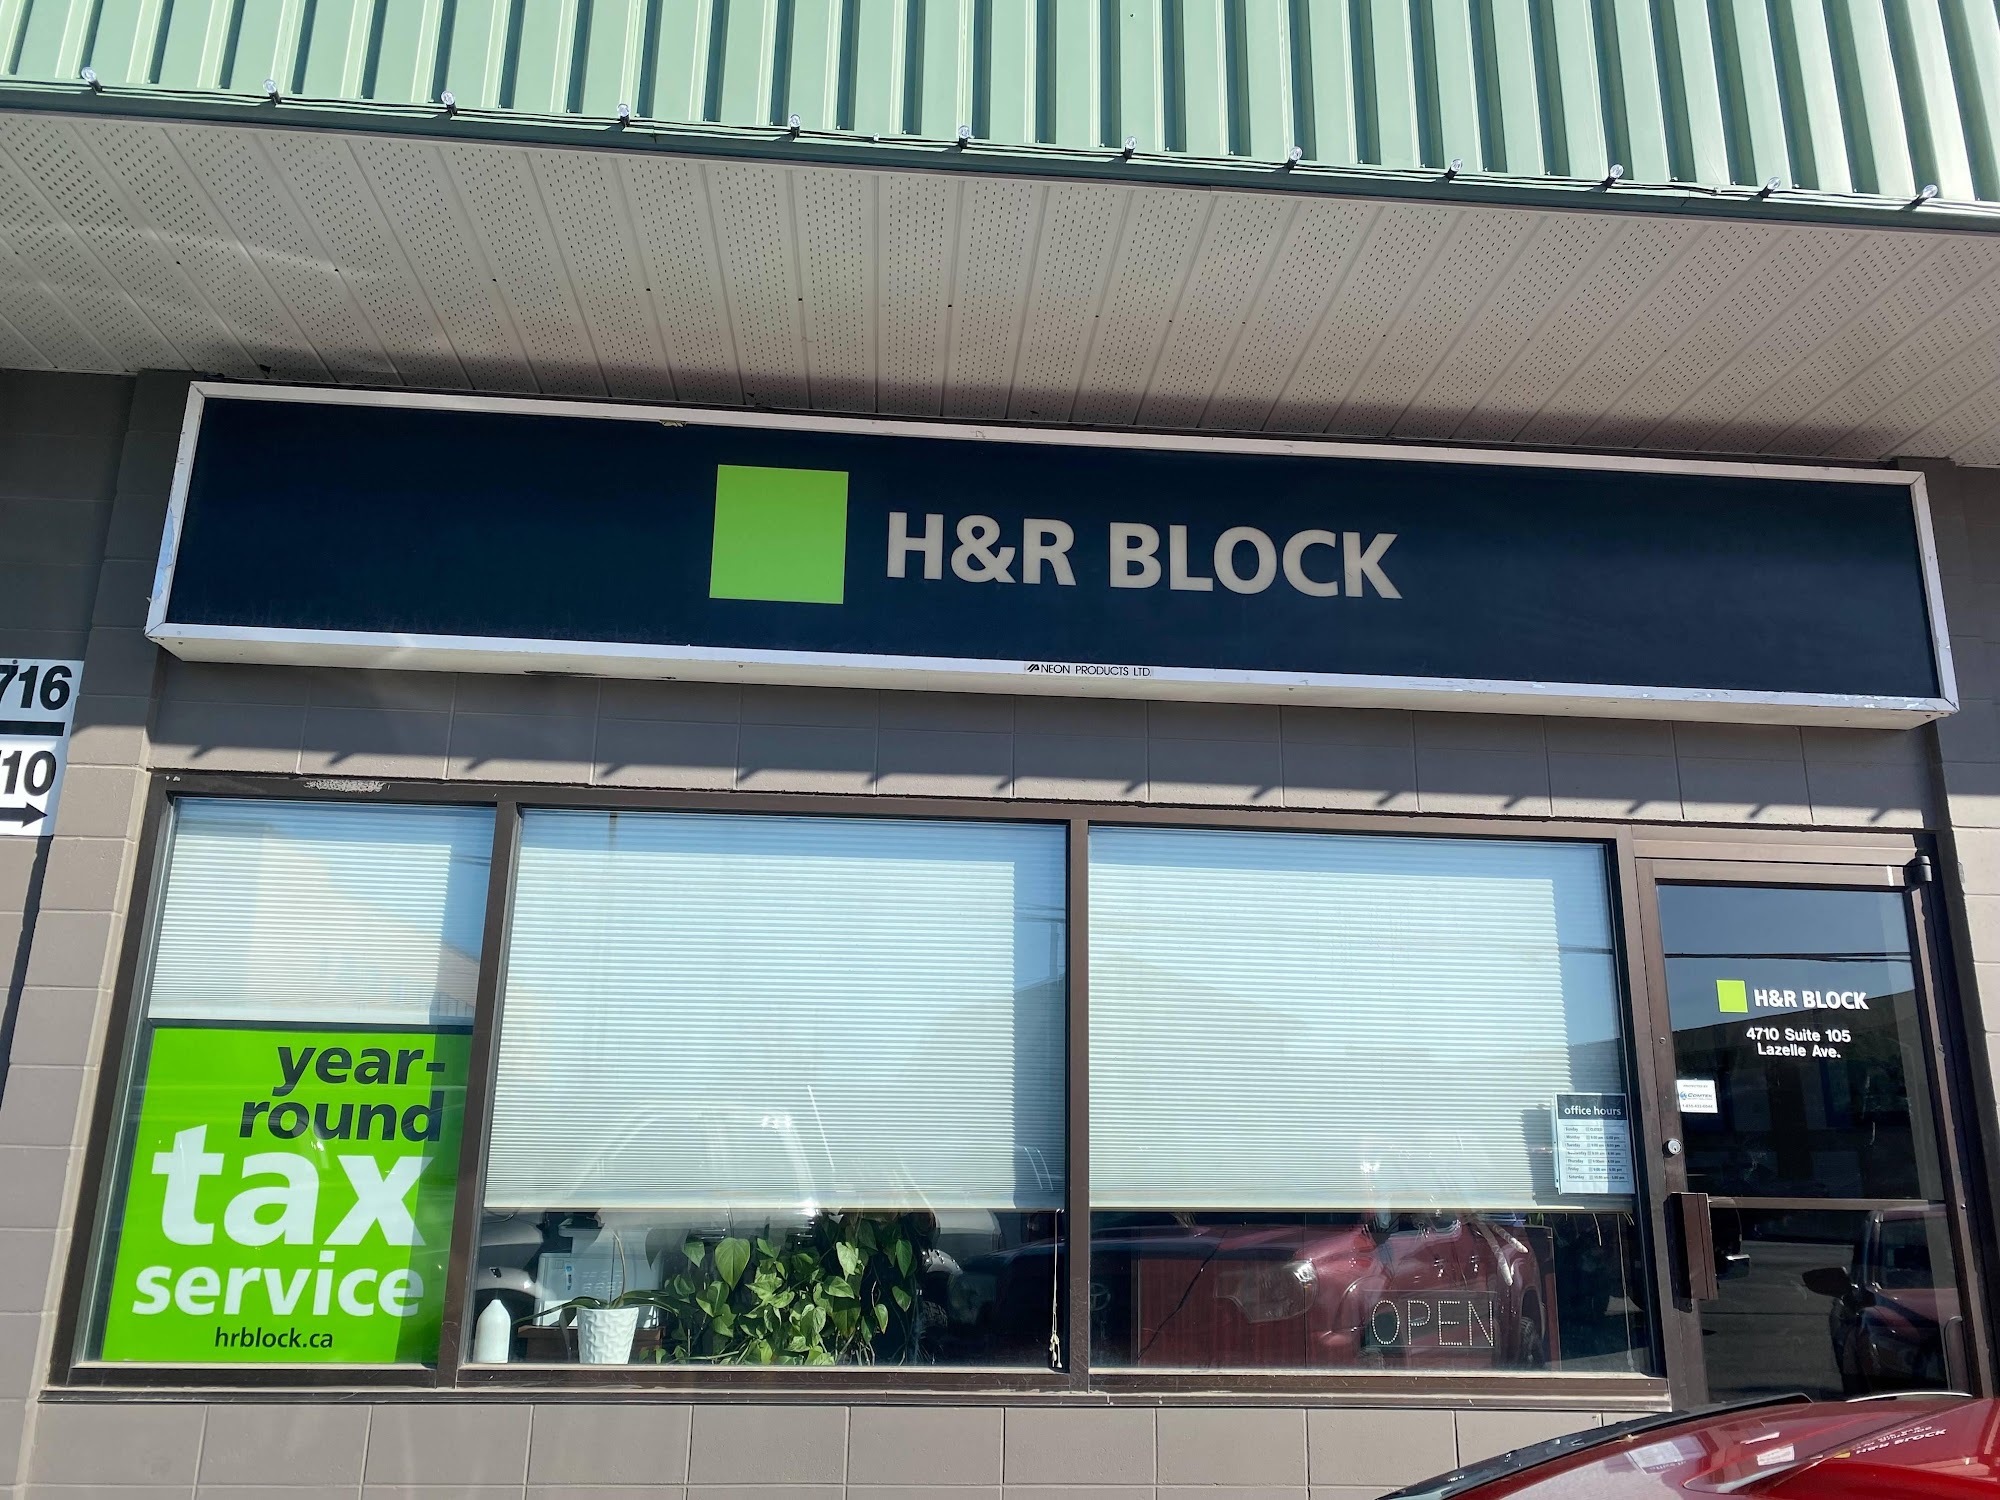 H&R BLOCK
NEON PRODUCTS LTD.
716
10
year-
round
tax
service
hrblock.ca
H&R BLOCK
4710 Suite 105
Lazelle Ave.
office hours
OPEN
H&R BLOCK